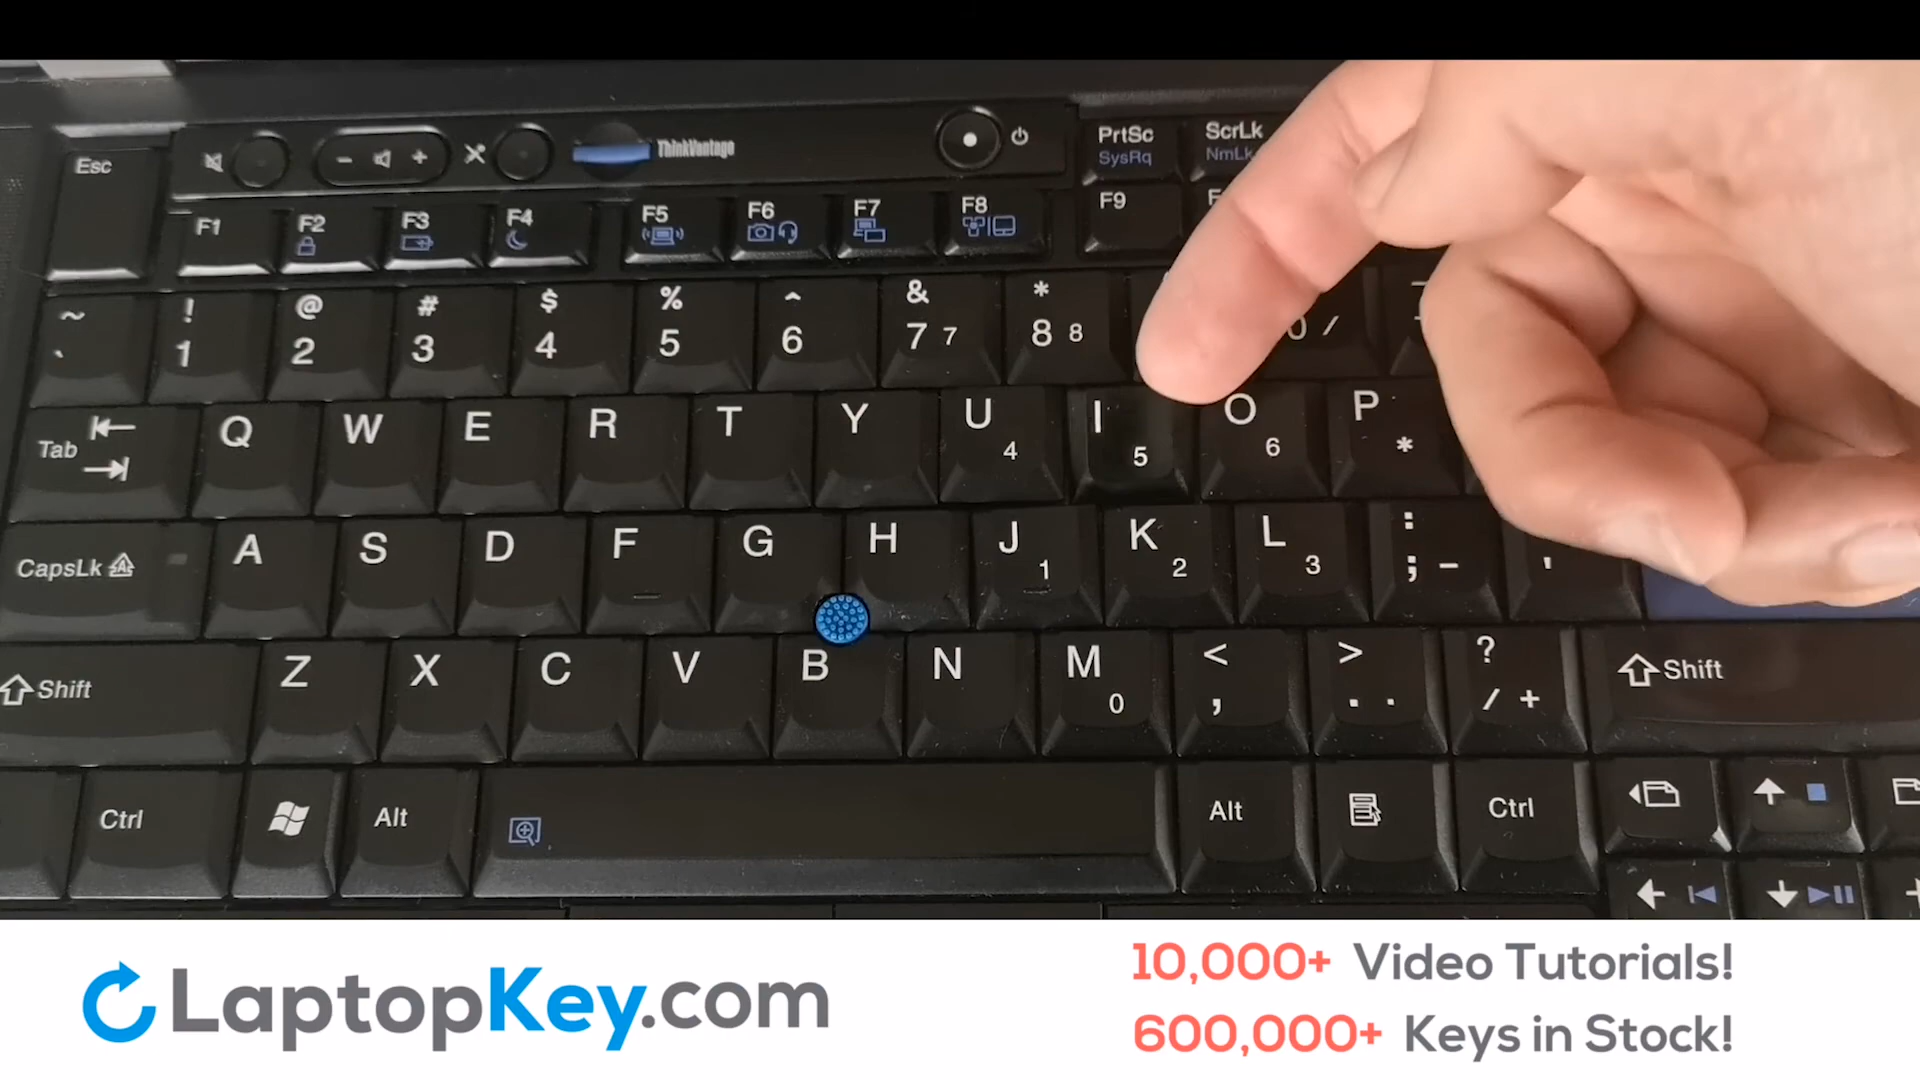 PrtSc ScrLk
SysRq NmLk
Esc - + ThinkVantage
F1 F2 F3 F4 F5 F6 F7 F8 F9
~ ! @ # $ % ^ & *
` 1 2 3 4 5 6 7 7 8 8 0 /
Tab Q W E R T Y U 4 I 5 O 6 P *
CapsLk A A S D F G H J 1 K 2 L 3 : ; - '
Shift Z X C V B N M 0 < , > . . ? / + Shift
Ctrl Alt Alt Ctrl
LaptopKey.com
10,000+ Video Tutorials!
600,000+ Keys in Stock!